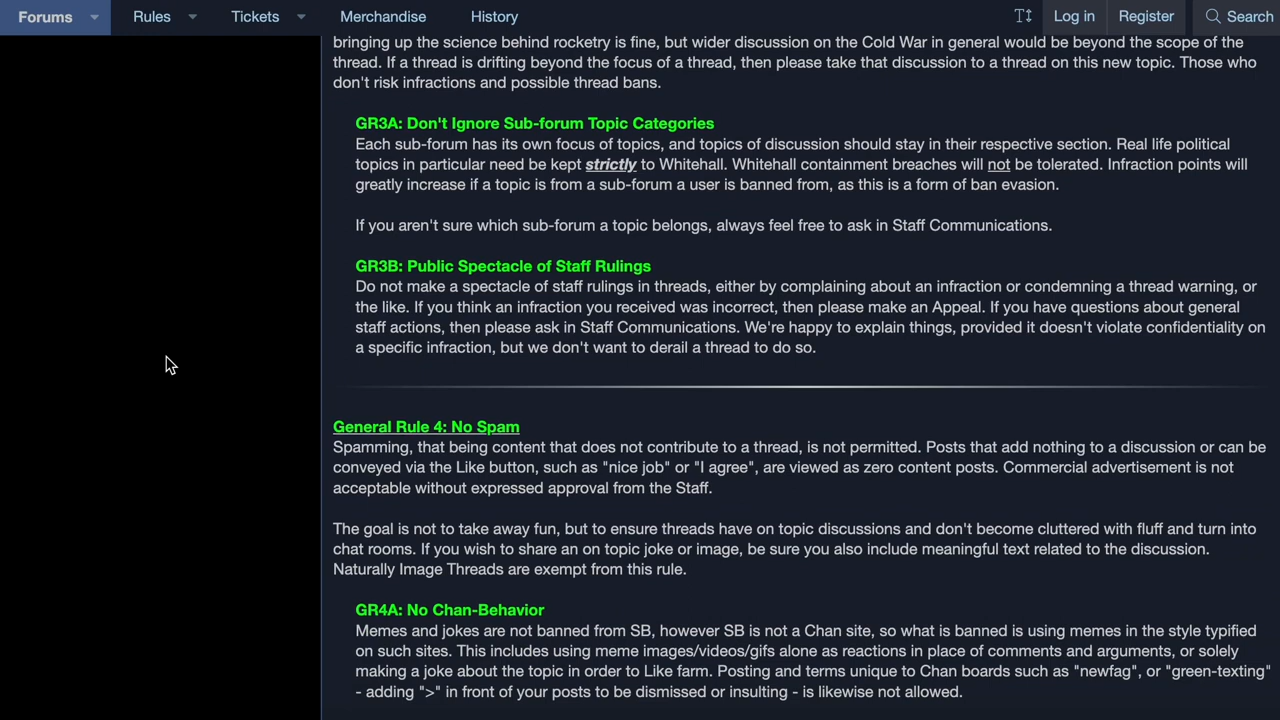 Forums Rules Tickets Merchandise History Log in Register Search
bringing up the science behind rocketry is fine, but wider discussion on the Cold War in general would be beyond the scope of the
thread. If a thread is drifting beyond the focus of a thread, then please take that discussion to a thread on this new topic. Those who
don't risk infractions and possible thread bans.
GR3A: Don't Ignore Sub-forum Topic Categories
Each sub-forum has its own focus of topics, and topics of discussion should stay in their respective section. Real life political
topics in particular need be kept strictly to Whitehall. Whitehall containment breaches will not be tolerated. Infraction points will
greatly increase if a topic is from a sub-forum a user is banned from, as this is a form of ban evasion.
If you aren't sure which sub-forum a topic belongs, always feel free to ask in Staff Communications.
GR3B: Public Spectacle of Staff Rulings
Do not make a spectacle of staff rulings in threads, either by complaining about an infraction or condemning a thread warning, or
the like. If you think an infraction you received was incorrect, then please make an Appeal. If you have questions about general
staff actions, then please ask in Staff Communications. We're happy to explain things, provided it doesn't violate confidentiality on
a specific infraction, but we don't want to derail a thread to do so.
General Rule 4: No Spam
Spamming, that being content that does not contribute to a thread, is not permitted. Posts that add nothing to a discussion or can be
conveyed via the Like button, such as "nice job" or "I agree", are viewed as zero content posts. Commercial advertisement is not
acceptable without expressed approval from the Staff.
The goal is not to take away fun, but to ensure threads have on topic discussions and don't become cluttered with fluff and turn into
chat rooms. If you wish to share an on topic joke or image, be sure you also include meaningful text related to the discussion.
Naturally Image Threads are exempt from this rule.
GR4A: No Chan-Behavior
Memes and jokes are not banned from SB, however SB is not a Chan site, so what is banned is using memes in the style typified
on such sites. This includes using meme images/videos/gifs alone as reactions in place of comments and arguments, or solely
making a joke about the topic in order to Like farm. Posting and terms unique to Chan boards such as "newfag", or "green-texting"
- adding ">" in front of your posts to be dismissed or insulting - is likewise not allowed.